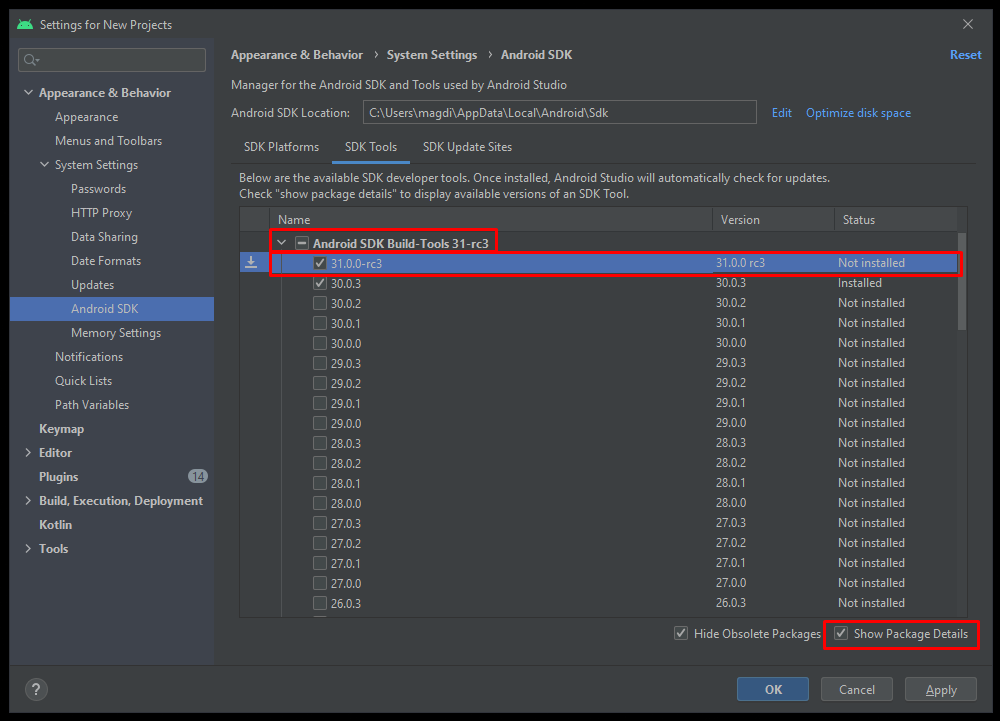 Settings for New Projects
Appearance & Behavior › System Settings › Android SDK
Reset
Manager for the Android SDK and Tools used by Android Studio
Android SDK Location: C:\Users\magdi\AppData\Local\Android\Sdk Edit Optimize disk space
Appearance & Behavior
Appearance
Menus and Toolbars
System Settings
Passwords
HTTP Proxy
Data Sharing
Date Formats
Updates
Android SDK
Memory Settings
Notifications
Quick Lists
Path Variables
Keymap
Editor
Plugins 14
Build, Execution, Deployment
Kotlin
Tools
SDK Platforms SDK Tools SDK Update Sites
Below are the available SDK developer tools. Once installed, Android Studio will automatically check for updates.
Check "show package details" to display available versions of an SDK Tool.
Name Version Status
Android SDK Build-Tools 31-rc3
31.0.0-rc3 31.0.0 rc3 Not installed
30.0.3 30.0.3 Installed
30.0.2 30.0.2 Not installed
30.0.1 30.0.1 Not installed
30.0.0 30.0.0 Not installed
29.0.3 29.0.3 Not installed
29.0.2 29.0.2 Not installed
29.0.1 29.0.1 Not installed
29.0.0 29.0.0 Not installed
28.0.3 28.0.3 Not installed
28.0.2 28.0.2 Not installed
28.0.1 28.0.1 Not installed
28.0.0 28.0.0 Not installed
27.0.3 27.0.3 Not installed
27.0.2 27.0.2 Not installed
27.0.1 27.0.1 Not installed
27.0.0 27.0.0 Not installed
26.0.3 26.0.3 Not installed
Hide Obsolete Packages Show Package Details
? OK Cancel Apply